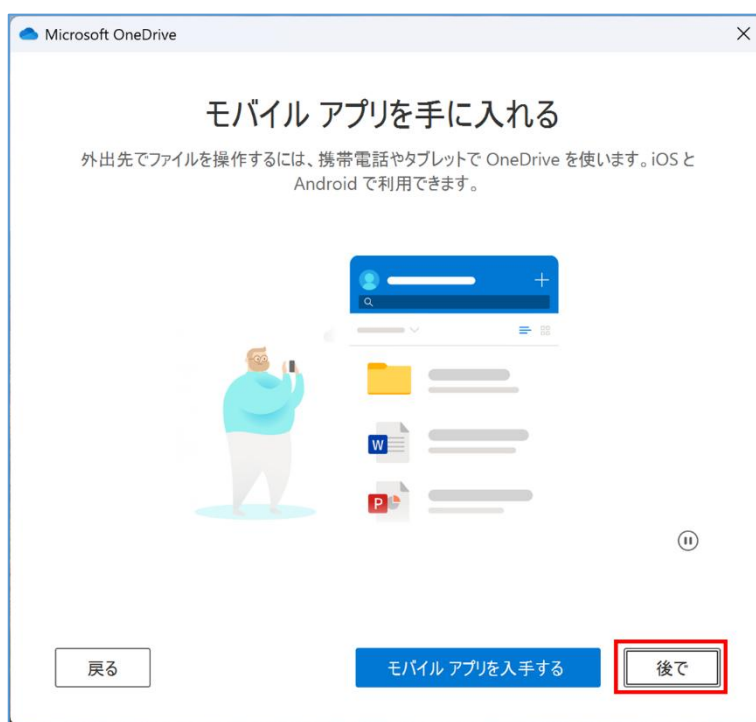 Microsoft OneDrive
モバイル アプリを手に入れる
外出先でファイルを操作するには、携帯電話やタブレットで OneDrive を使います。iOS と
Android で利用できます。
W
P
戻る
モバイル アプリを入手する
後で